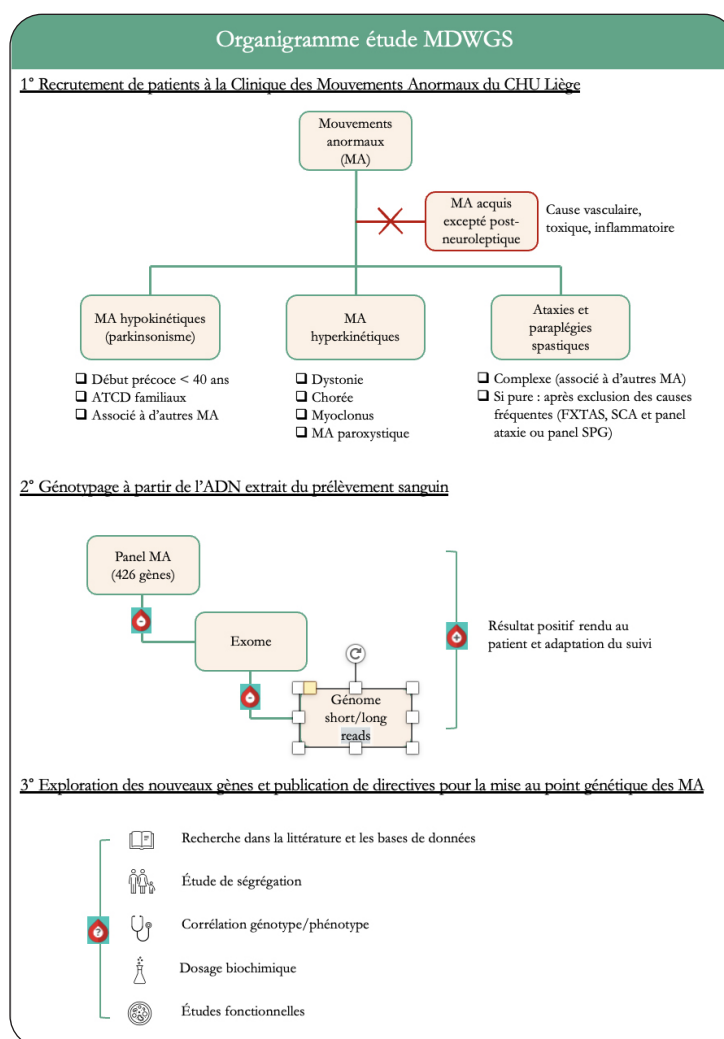 Organigramme étude MDWGS
1° Recrutement de patients à la Clinique des Mouvements Anormaux du CHU Liège
Mouvements
anormaux
(MA)
MA acquis
excepté post-
neuroleptique
Cause vasculaire,
toxique, inflammatoire
MA hypokinétiques
(parkinsonisme)
Début précoce < 40 ans
ATCD familiaux
Associé à d'autres MA
MA
hyperkinétiques
Dystonie
Chorée
Myoclonus
MA paroxystique
Ataxies et
paraplégies
spastiques
Complexe (associé à d'autres MA)
Si pure : après exclusion des causes
fréquentes (FXTAS, SCA et panel
ataxie ou panel SPG)
2° Génotypage à partir de l'ADN extrait du prélèvement sanguin
Panel MA
(426 gènes)
-
Exome
-
Génome
short/long
reads
+
Résultat positif rendu au
patient et adaptation du suivi
3° Exploration des nouveaux gènes et publication de directives pour la mise au point génétique des MA
?
Recherche dans la littérature et les bases de données
Étude de ségrégation
Corrélation génotype/phénotype
Dosage biochimique
Études fonctionnelles